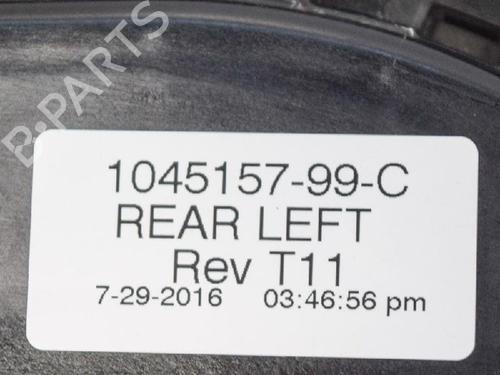 B-PARTS
1045157-99-C
REAR LEFT
Rev T11
7-29-2016 03:46:56 pm